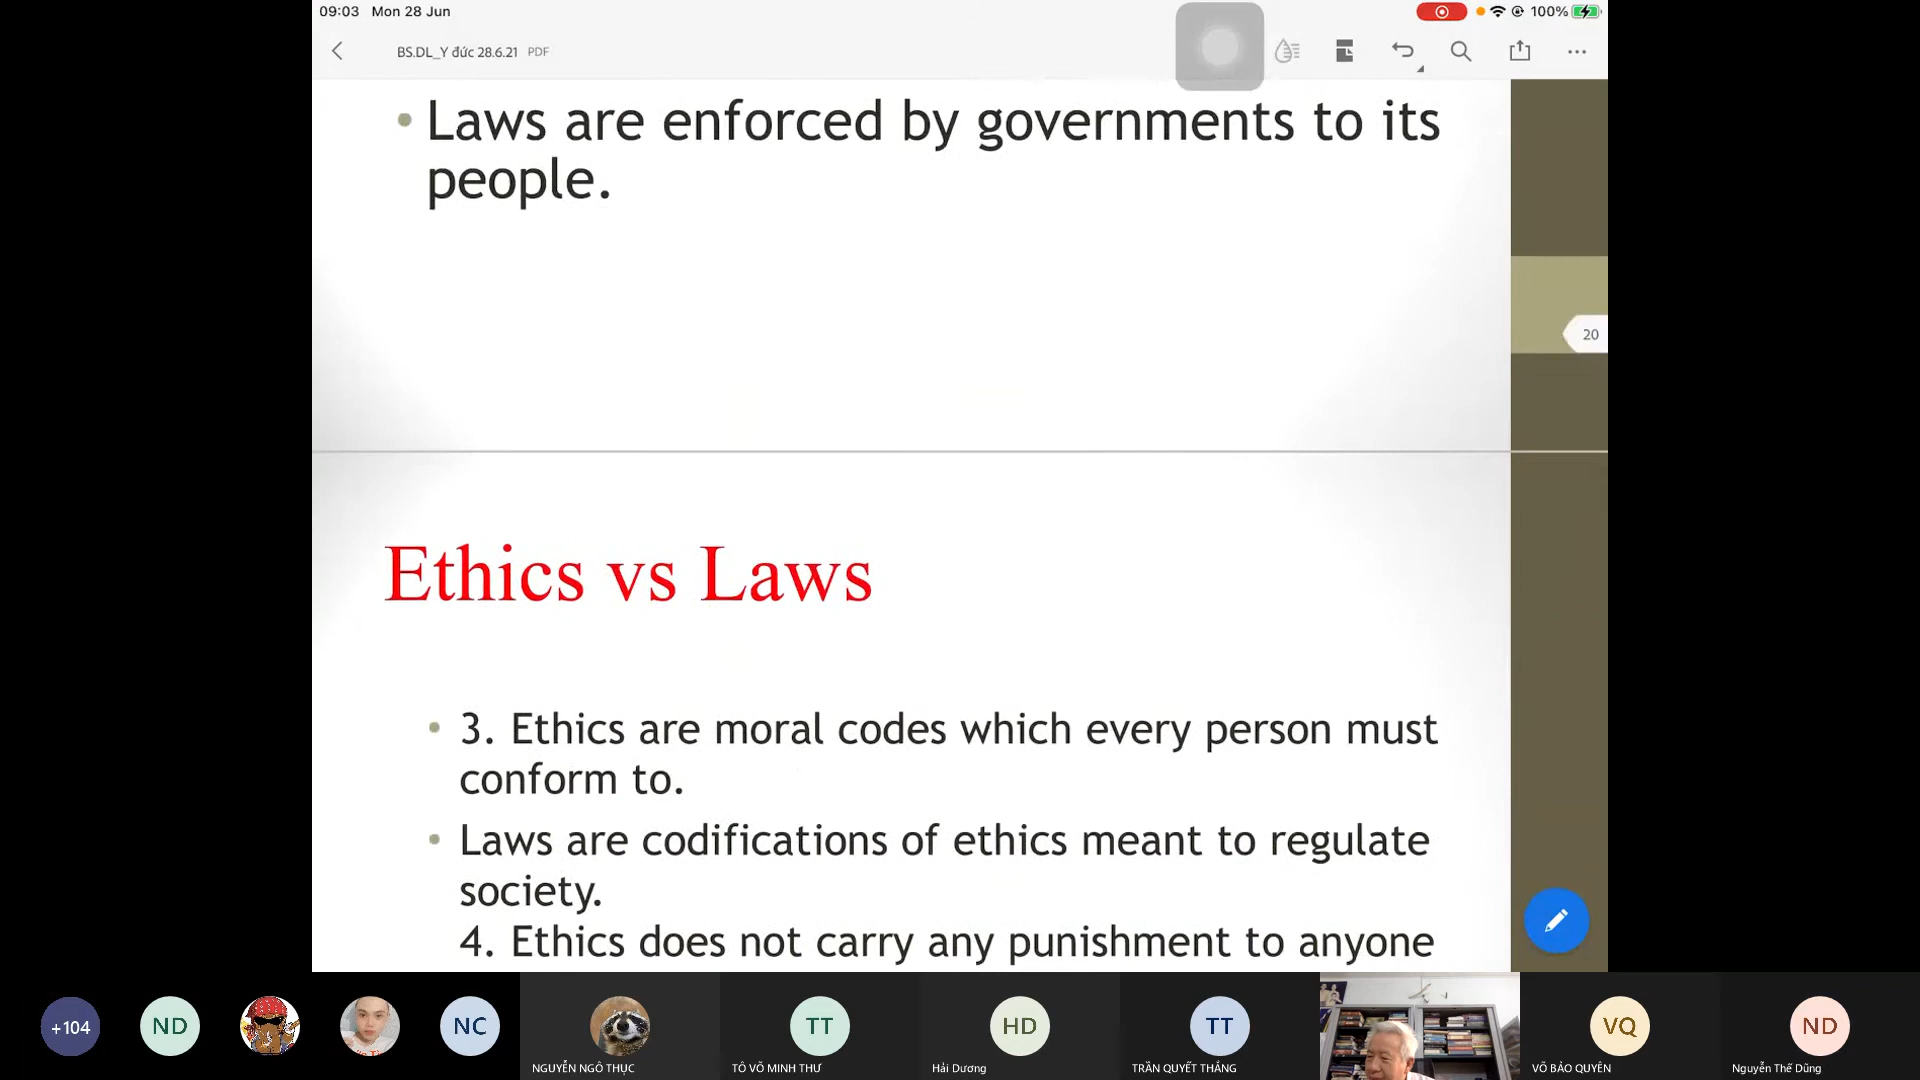 09:03 Mon 28 Jun
100%
BS.DL_Y đức 28.6.21 PDF
• Laws are enforced by governments to its
people.
20
Ethics vs Laws
• 3. Ethics are moral codes which every person must
conform to.
• Laws are codifications of ethics meant to regulate
society.
4. Ethics does not carry any punishment to anyone
+104
ND
NC
TT
HD
TT
VQ
ND
NGUYỄN NGÔ THỤC
TÔ VÕ MINH THƯ
Hải Dương
TRẦN QUYẾT THẮNG
VÕ BẢO QUYÊN
Nguyễn Thế Dũng